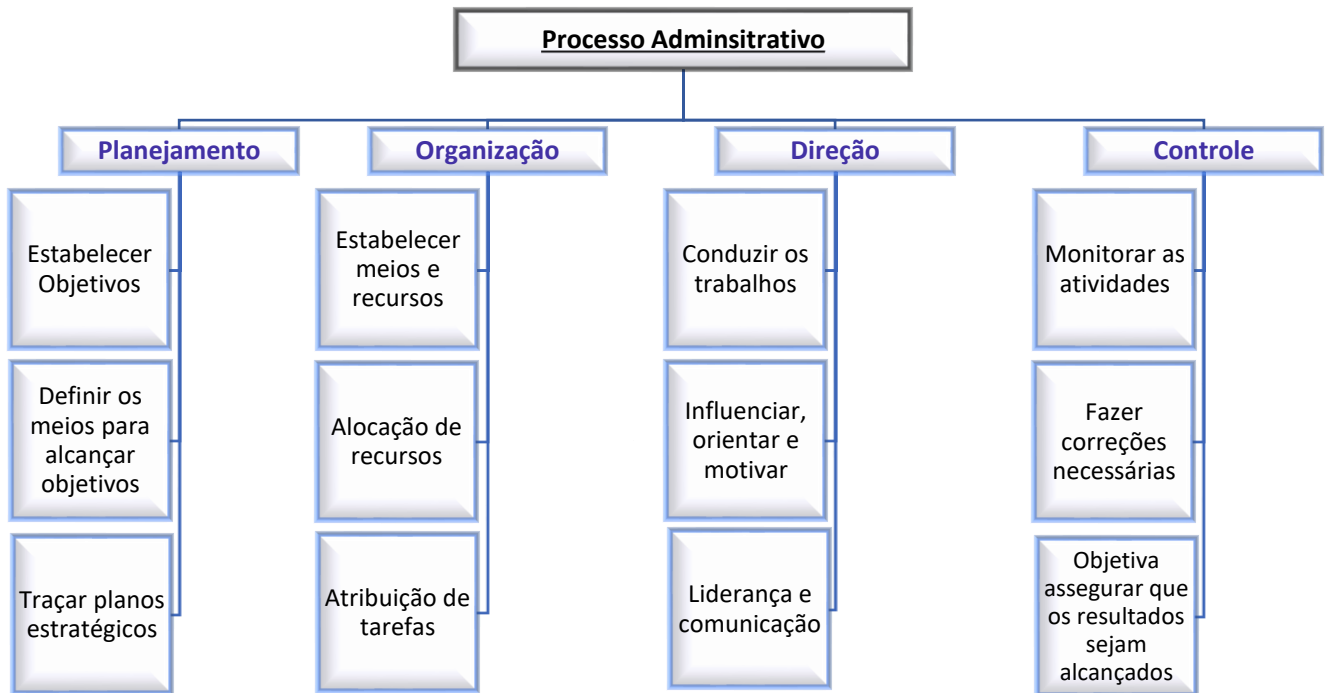 Processo Adminsitrativo
Planejamento
Estabelecer
Objetivos
Definir os
meios para
alcançar
objetivos
Traçar planos
estratégicos
Organização
Estabelecer
meios e
recursos
Alocação de
recursos
Atribuição de
tarefas
Direção
Conduzir os
trabalhos
Influenciar,
orientar e
motivar
Liderança e
comunicação
Controle
Monitorar as
atividades
Fazer
correções
necessárias
Objetiva
assegurar que
os resultados
sejam
alcançados